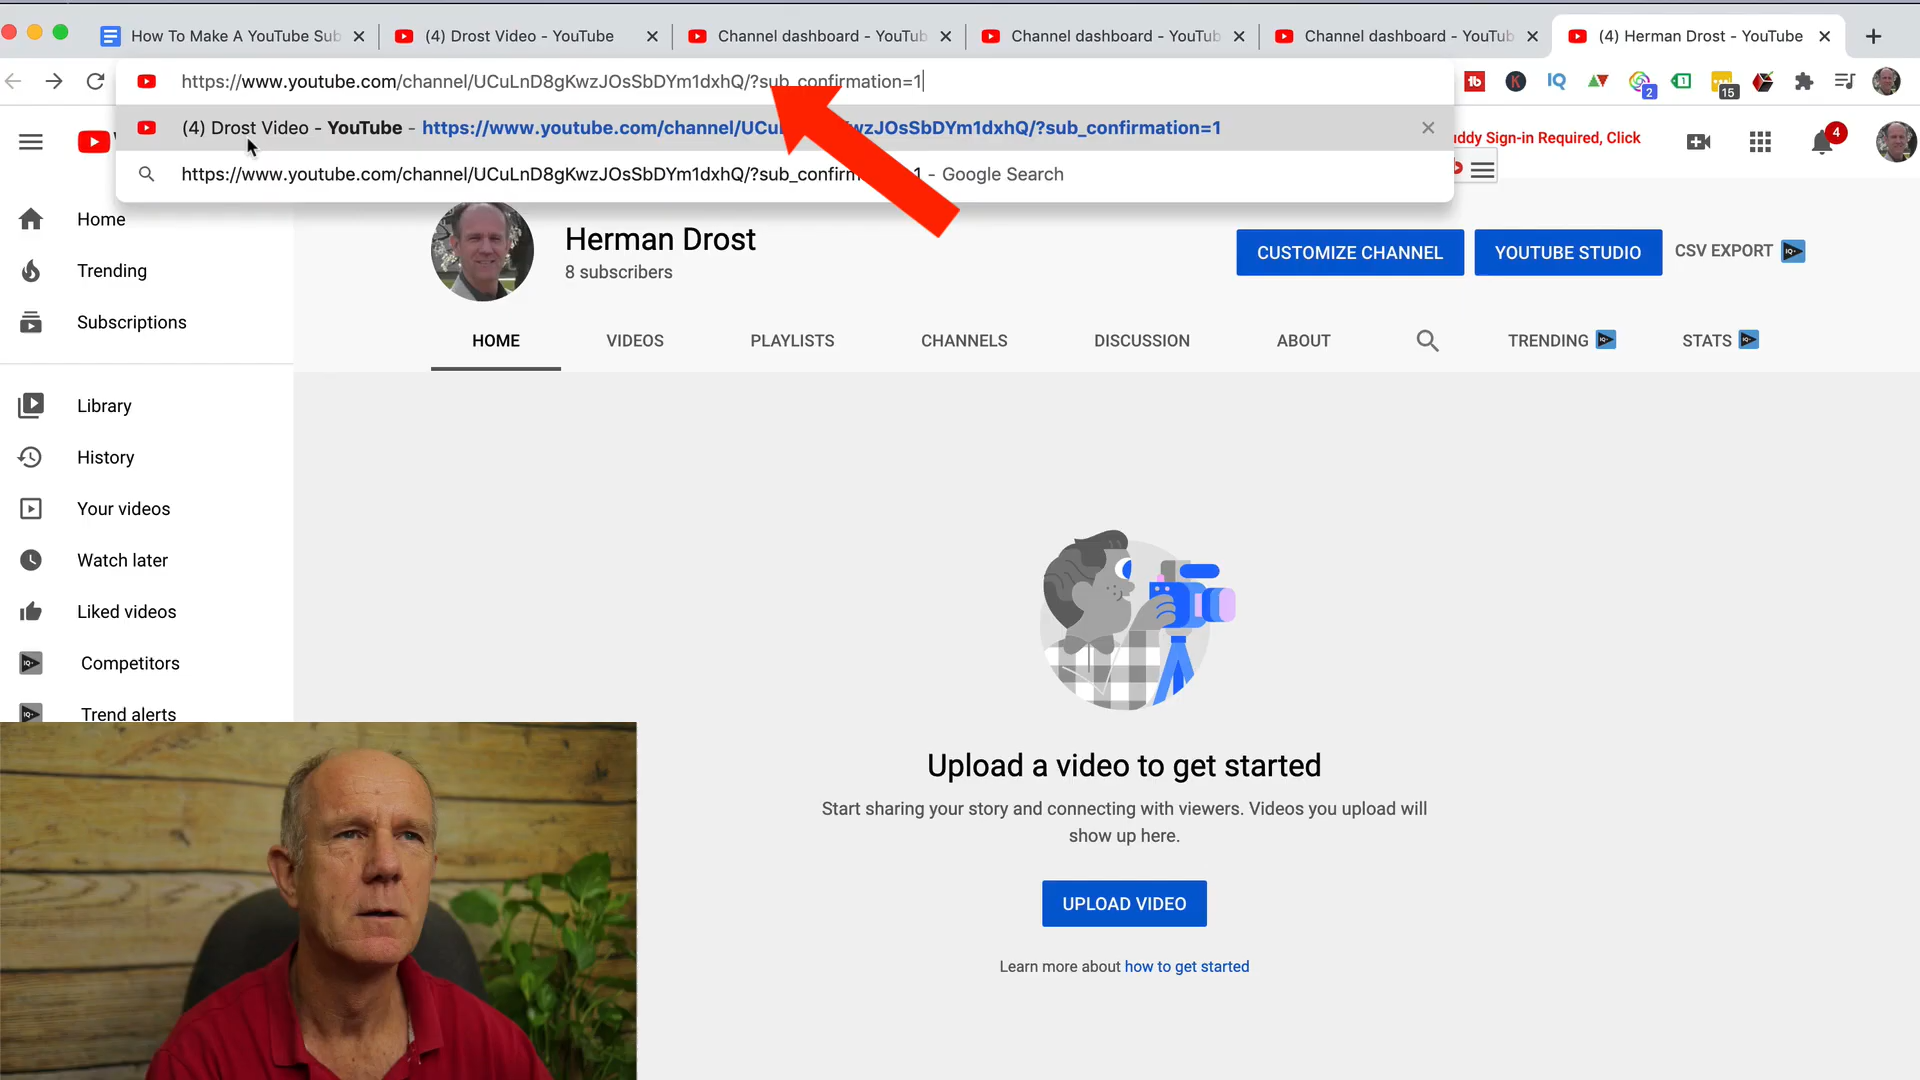 How To Make A YouTube Sub
(4) Drost Video - YouTube
Channel dashboard - YouTub
Channel dashboard - YouTub
Channel dashboard - YouTub
(4) Herman Drost - YouTube
https://www.youtube.com/channel/UCuLnD8gKwzJOsSbDYm1dxhQ/?sub_confirmation=1
tb
K
IQ
2
1
15
(4) Drost Video - YouTube - https://www.youtube.com/channel/UCu wzJOsSbDYm1dxhQ/?sub_confirmation=1
uddy Sign-in Required, Click
4
https://www.youtube.com/channel/UCuLnD8gKwzJOsSbDYm1dxhQ/?sub_confirm 1 - Google Search
Home
Trending
Subscriptions
Library
History
Your videos
Watch later
Liked videos
Competitors
Trend alerts
Herman Drost
8 subscribers
CUSTOMIZE CHANNEL
YOUTUBE STUDIO
CSV EXPORT
HOME
VIDEOS
PLAYLISTS
CHANNELS
DISCUSSION
ABOUT
TRENDING
STATS
Upload a video to get started
Start sharing your story and connecting with viewers. Videos you upload will
show up here.
UPLOAD VIDEO
Learn more about how to get started